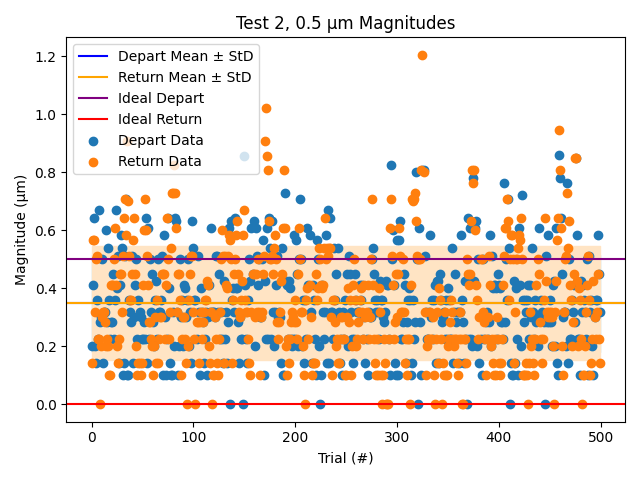 Test 2, 0.5 μm Magnitudes
Depart Mean ± StD
Return Mean ± StD
Ideal Depart
Ideal Return
Depart Data
Return Data
Magnitude (μm)
1.2
1.0
0.8
0.6
0.4
0.2
0.0
0
100
200
300
400
500
Trial (#)